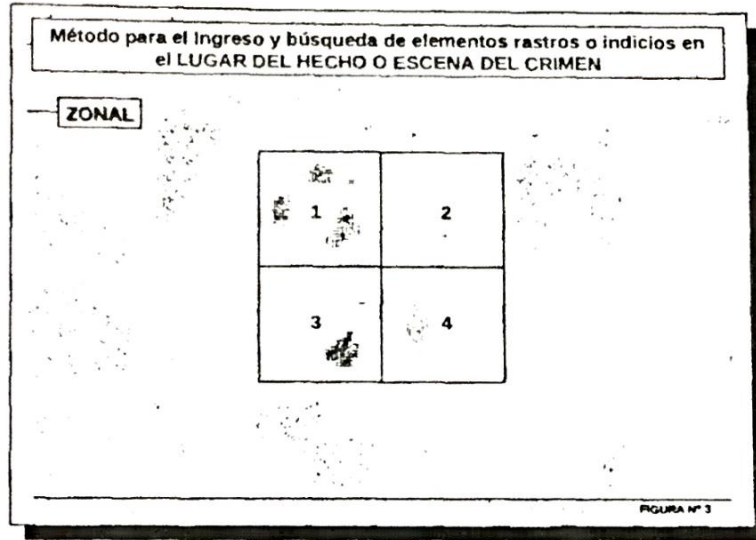 Método para el Ingreso y búsqueda de elementos rastros o indicios en
el LUGAR DEL HECHO O ESCENA DEL CRIMEN
ZONAL
1
2
3
4
FIGURA Nº 3